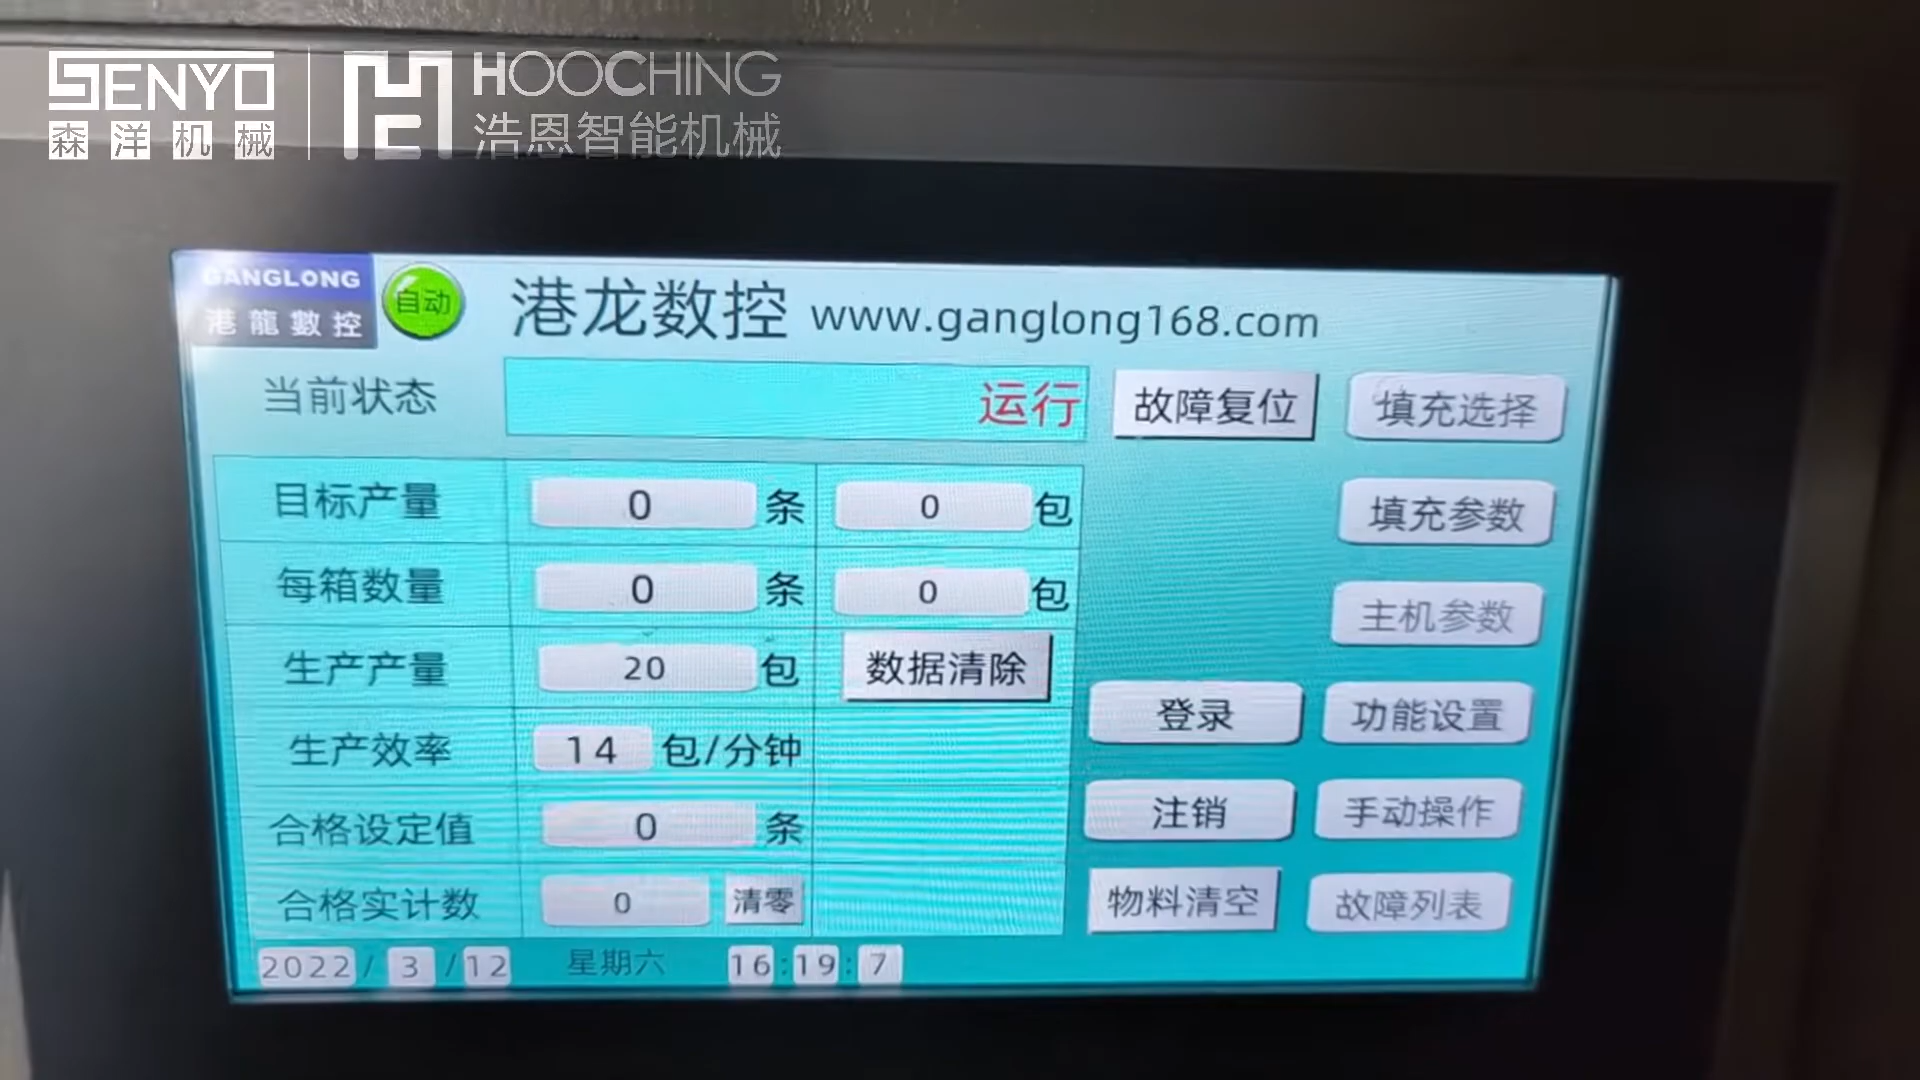 SENYO
森洋机械
HOOCHING
浩恩智能机械
GANGLONG
港龍數控
自动
港龙数控 www.ganglong168.com
当前状态 运行 故障复位 填充选择
目标产量 0 条 0 包 填充参数
每箱数量 0 条 0 包 主机参数
生产产量 20 包 数据清除 登录 功能设置
生产效率 14 包/分钟
合格设定值 0 条 注销 手动操作
合格实计数 0 清零 物料清空 故障列表
2022/ 3 /12 星期六 16:19:7